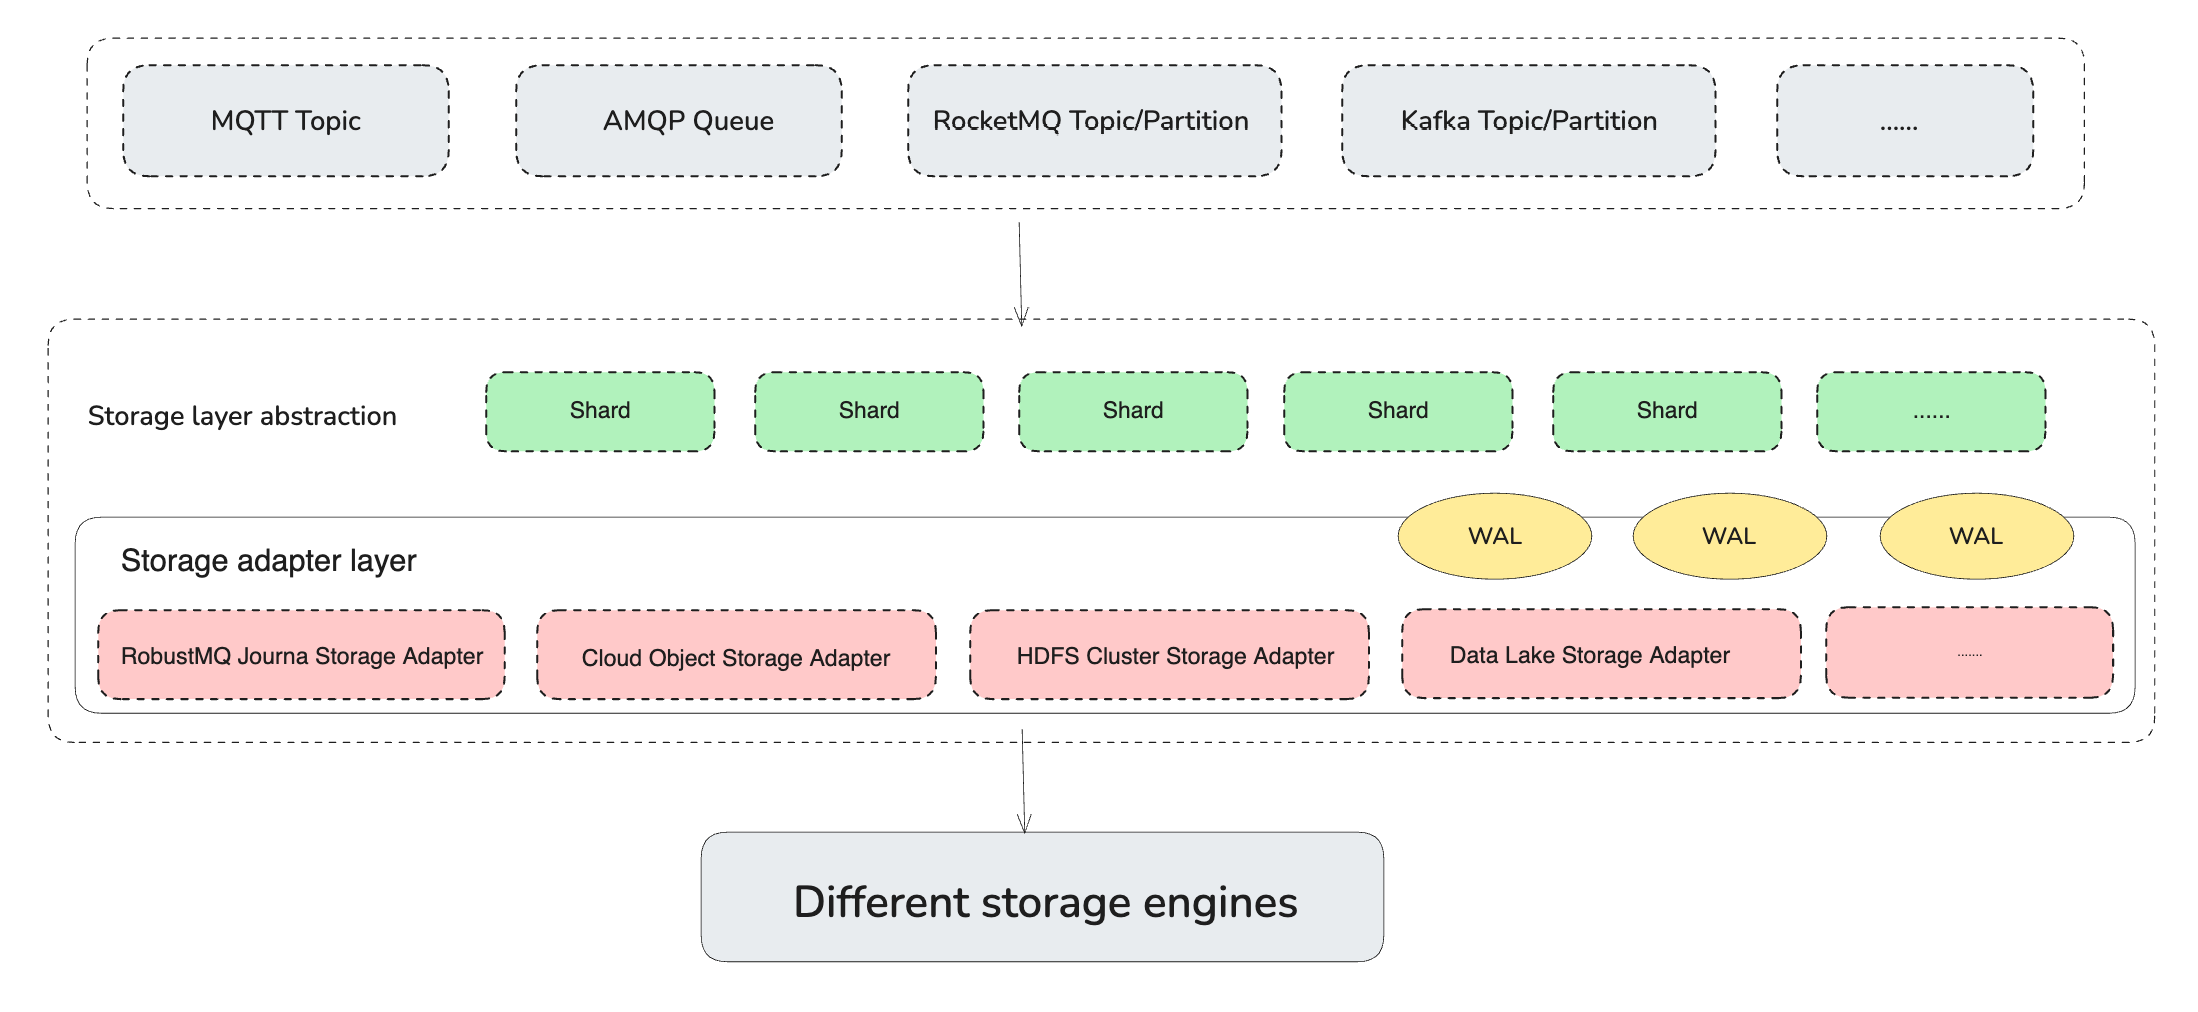 MQTT Topic
AMQP Queue
RocketMQ Topic/Partition
Kafka Topic/Partition
......
Storage layer abstraction
Shard
Shard
Shard
Shard
Shard
......
WAL
WAL
WAL
Storage adapter layer
RobustMQ Journa Storage Adapter
Cloud Object Storage Adapter
HDFS Cluster Storage Adapter
Data Lake Storage Adapter
.......
Different storage engines